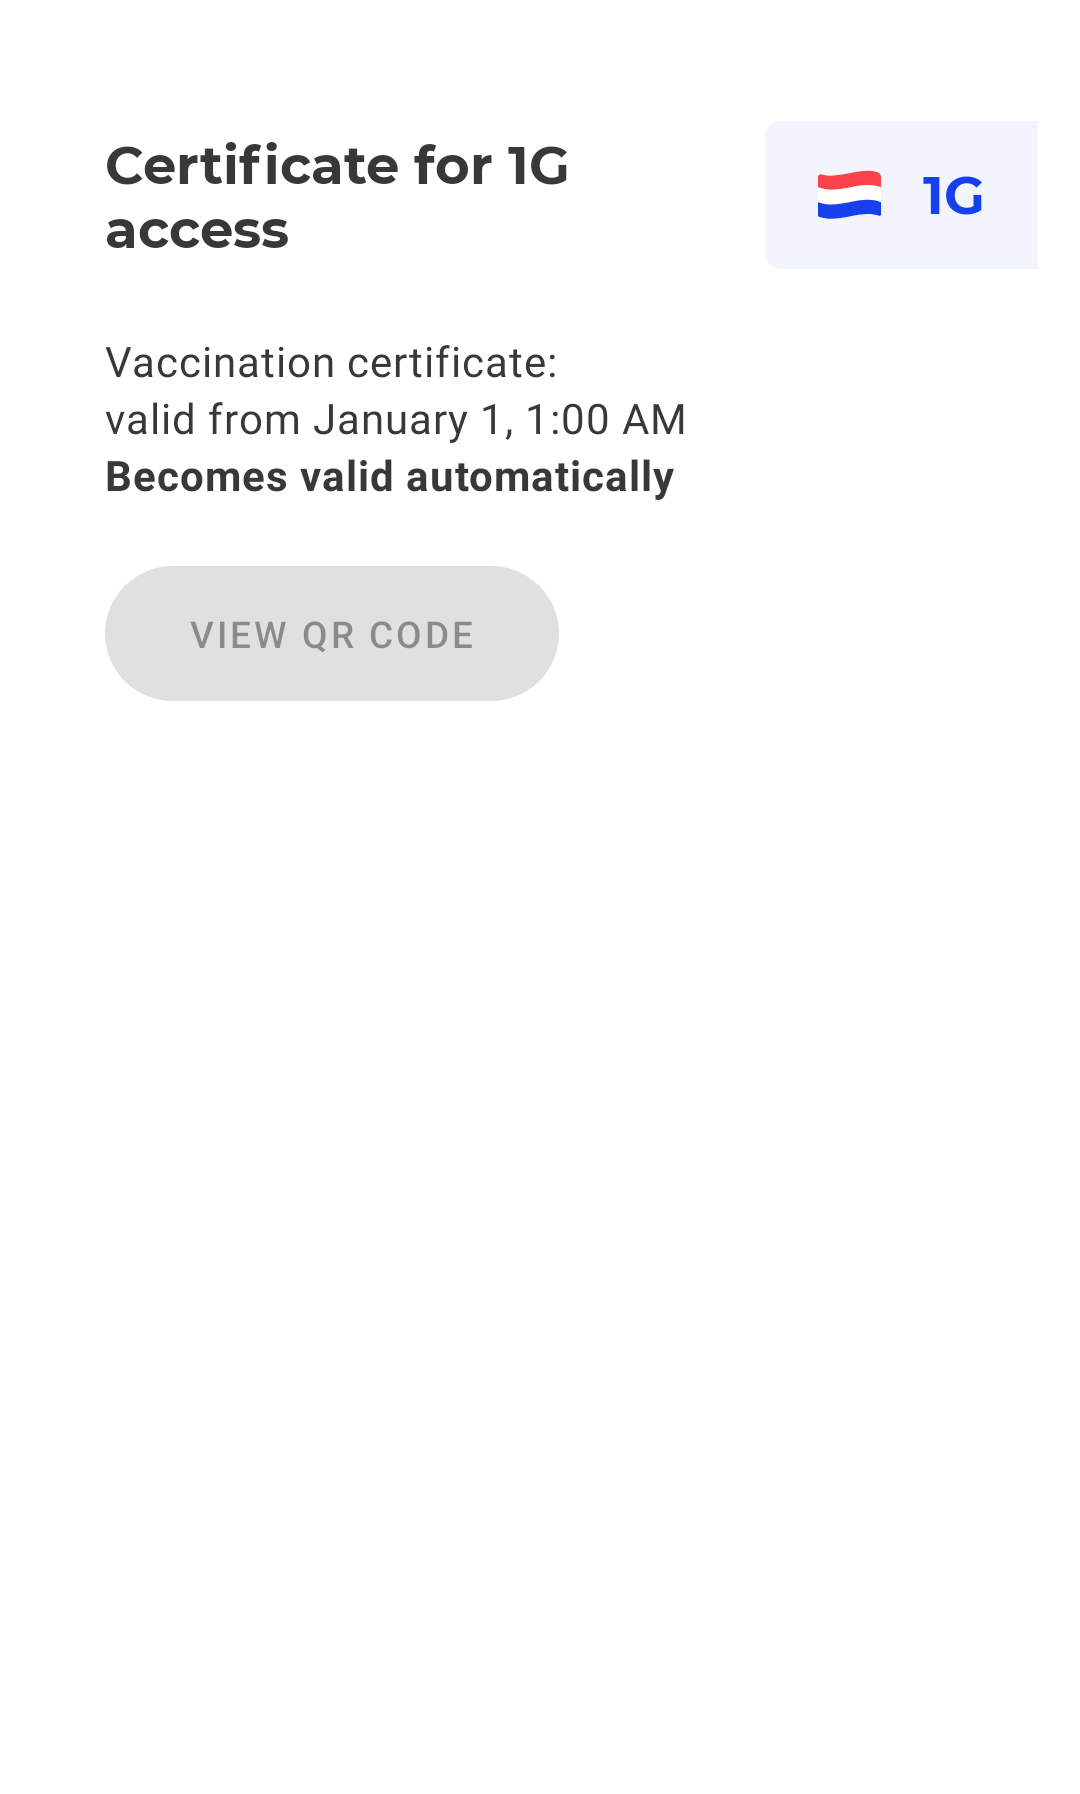 Certificate for 1G
access
1G
Vaccination certificate:
valid from January 1, 1:00 AM
Becomes valid automatically
VIEW QR CODE